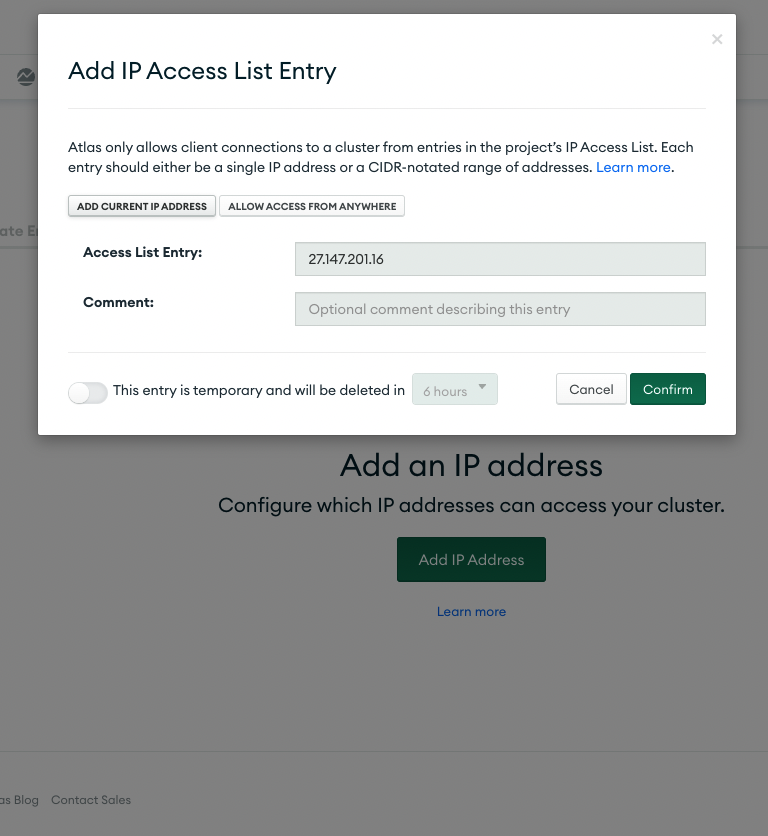 ×
Add IP Access List Entry
Atlas only allows client connections to a cluster from entries in the project's IP Access List. Each
entry should either be a single IP address or a CIDR-notated range of addresses. Learn more.
ADD CURRENT IP ADDRESS ALLOW ACCESS FROM ANYWHERE
Access List Entry: 27.147.201.16
Comment: Optional comment describing this entry
This entry is temporary and will be deleted in 6 hours Cancel Confirm
Add an IP address
Configure which IP addresses can access your cluster.
Add IP Address
Learn more
Blog Contact Sales